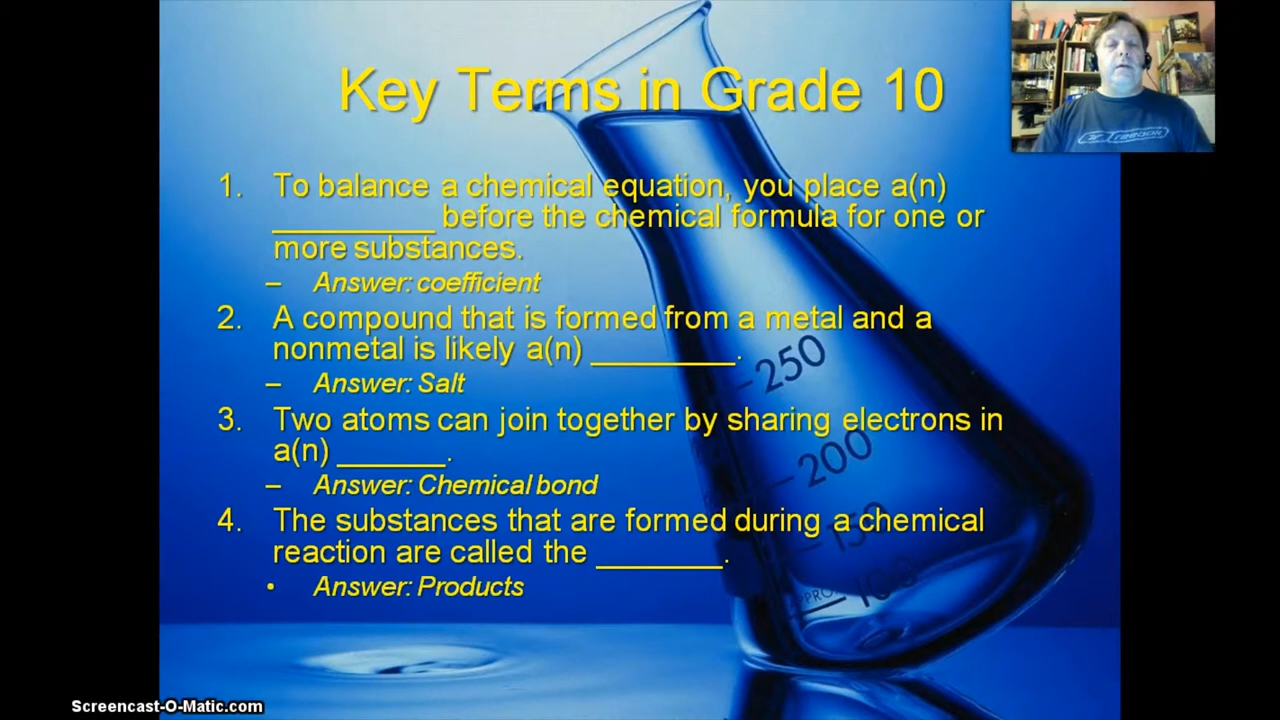 Key Terms in Grade 10
1. To balance a chemical equation, you place a(n)
__________ before the chemical formula for one or
more substances.
– Answer: coefficient
2. A compound that is formed from a metal and a
nonmetal is likely a(n) _________.
– Answer: Salt
3. Two atoms can join together by sharing electrons in
a(n) _______.
– Answer: Chemical bond
4. The substances that are formed during a chemical
reaction are called the ________.
• Answer: Products
250
200
150
100
Screencast-O-Matic.com